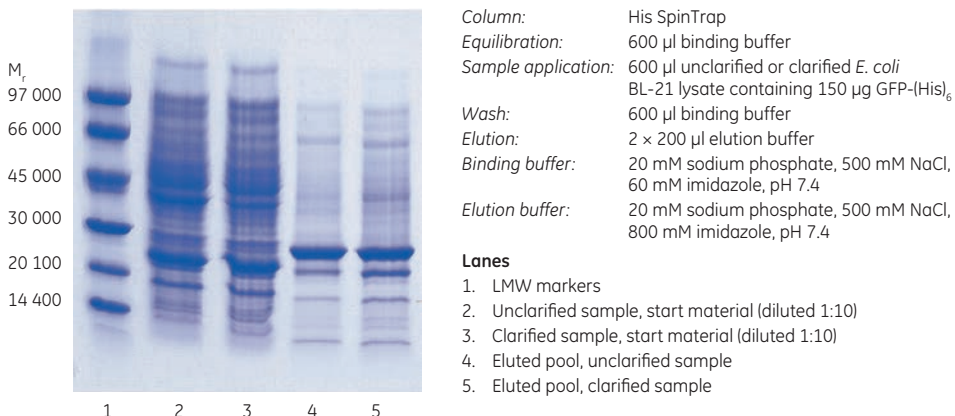 M_r
97 000
66 000
45 000
30 000
20 100
14 400
1 2 3 4 5
Column: His SpinTrap
Equilibration: 600 µl binding buffer
Sample application: 600 µl unclarified or clarified E. coli
BL-21 lysate containing 150 µg GFP-(His)₆
Wash: 600 µl binding buffer
Elution: 2 × 200 µl elution buffer
Binding buffer: 20 mM sodium phosphate, 500 mM NaCl,
60 mM imidazole, pH 7.4
Elution buffer: 20 mM sodium phosphate, 500 mM NaCl,
800 mM imidazole, pH 7.4
Lanes
1. LMW markers
2. Unclarified sample, start material (diluted 1:10)
3. Clarified sample, start material (diluted 1:10)
4. Eluted pool, unclarified sample
5. Eluted pool, clarified sample